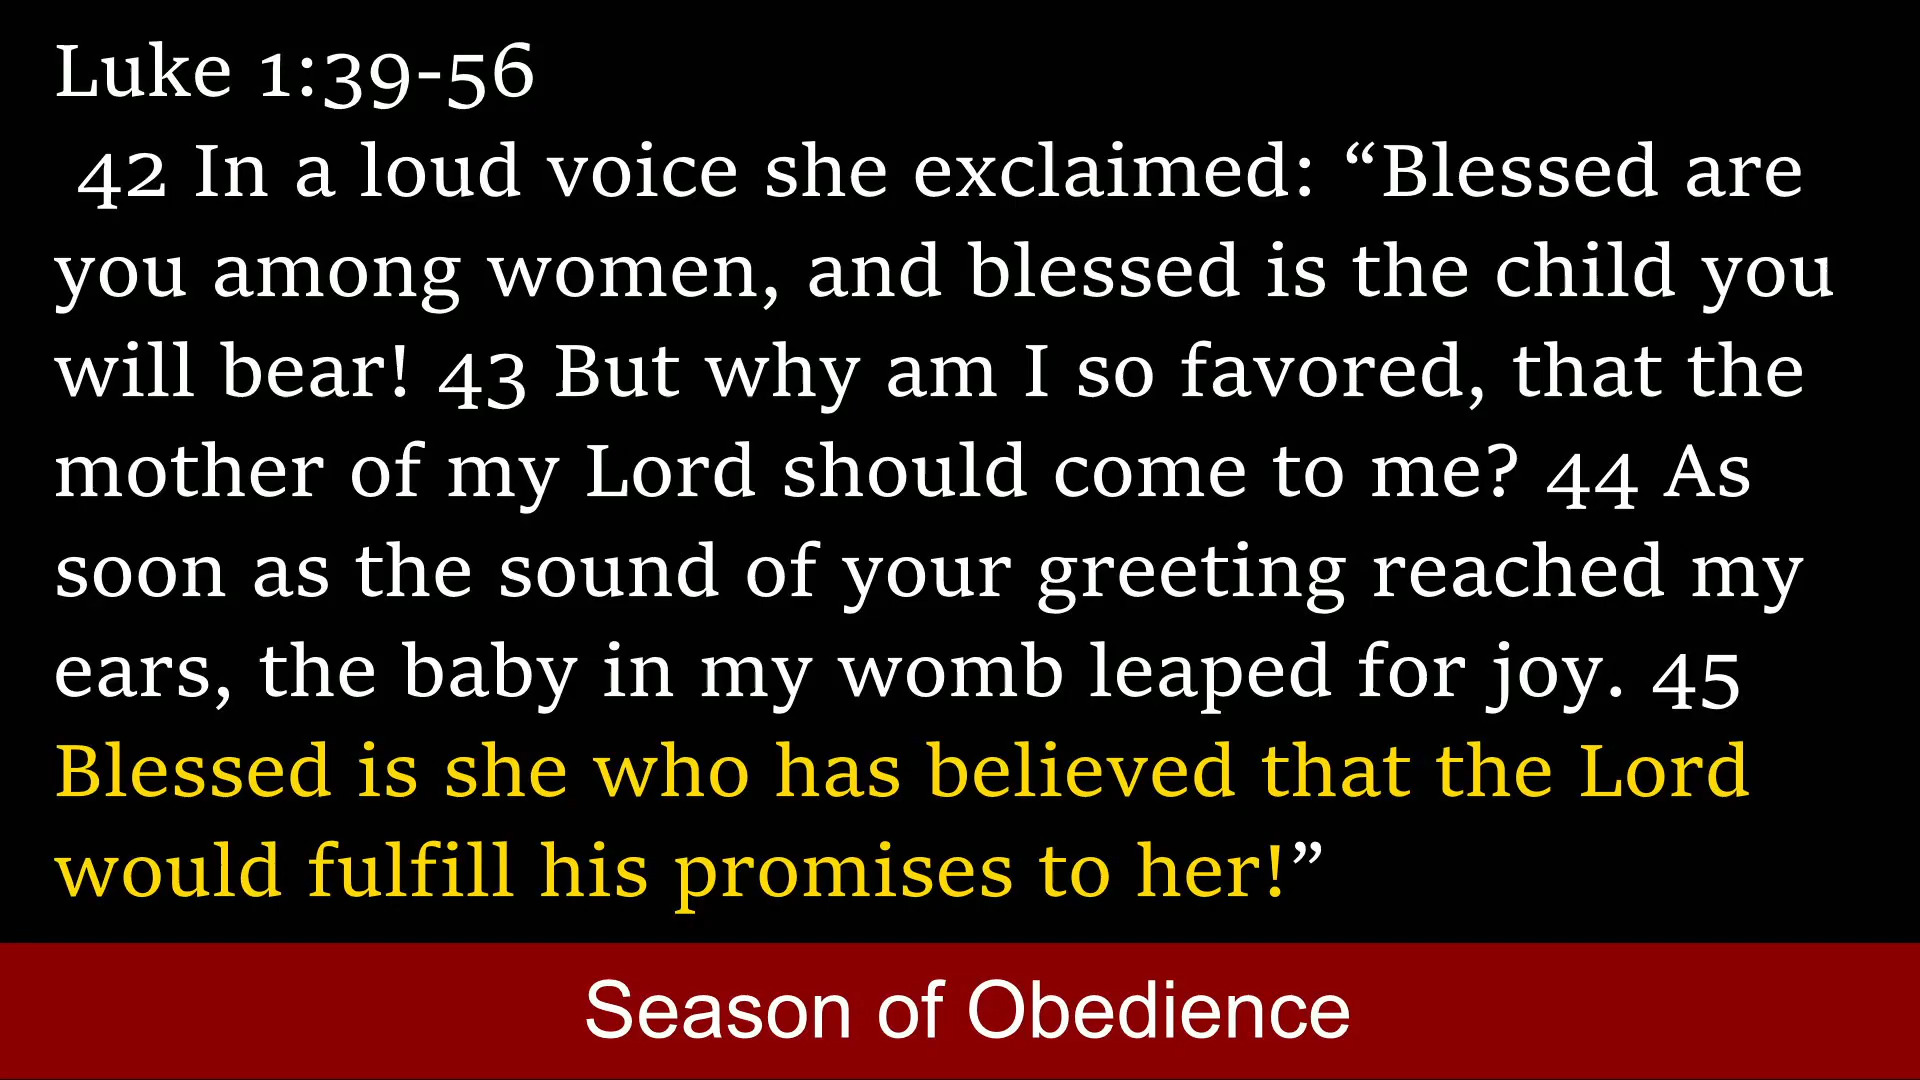 Luke 1:39-56
42 In a loud voice she exclaimed: “Blessed are
you among women, and blessed is the child you
will bear! 43 But why am I so favored, that the
mother of my Lord should come to me? 44 As
soon as the sound of your greeting reached my
ears, the baby in my womb leaped for joy. 45
Blessed is she who has believed that the Lord
would fulfill his promises to her!”
Season of Obedience